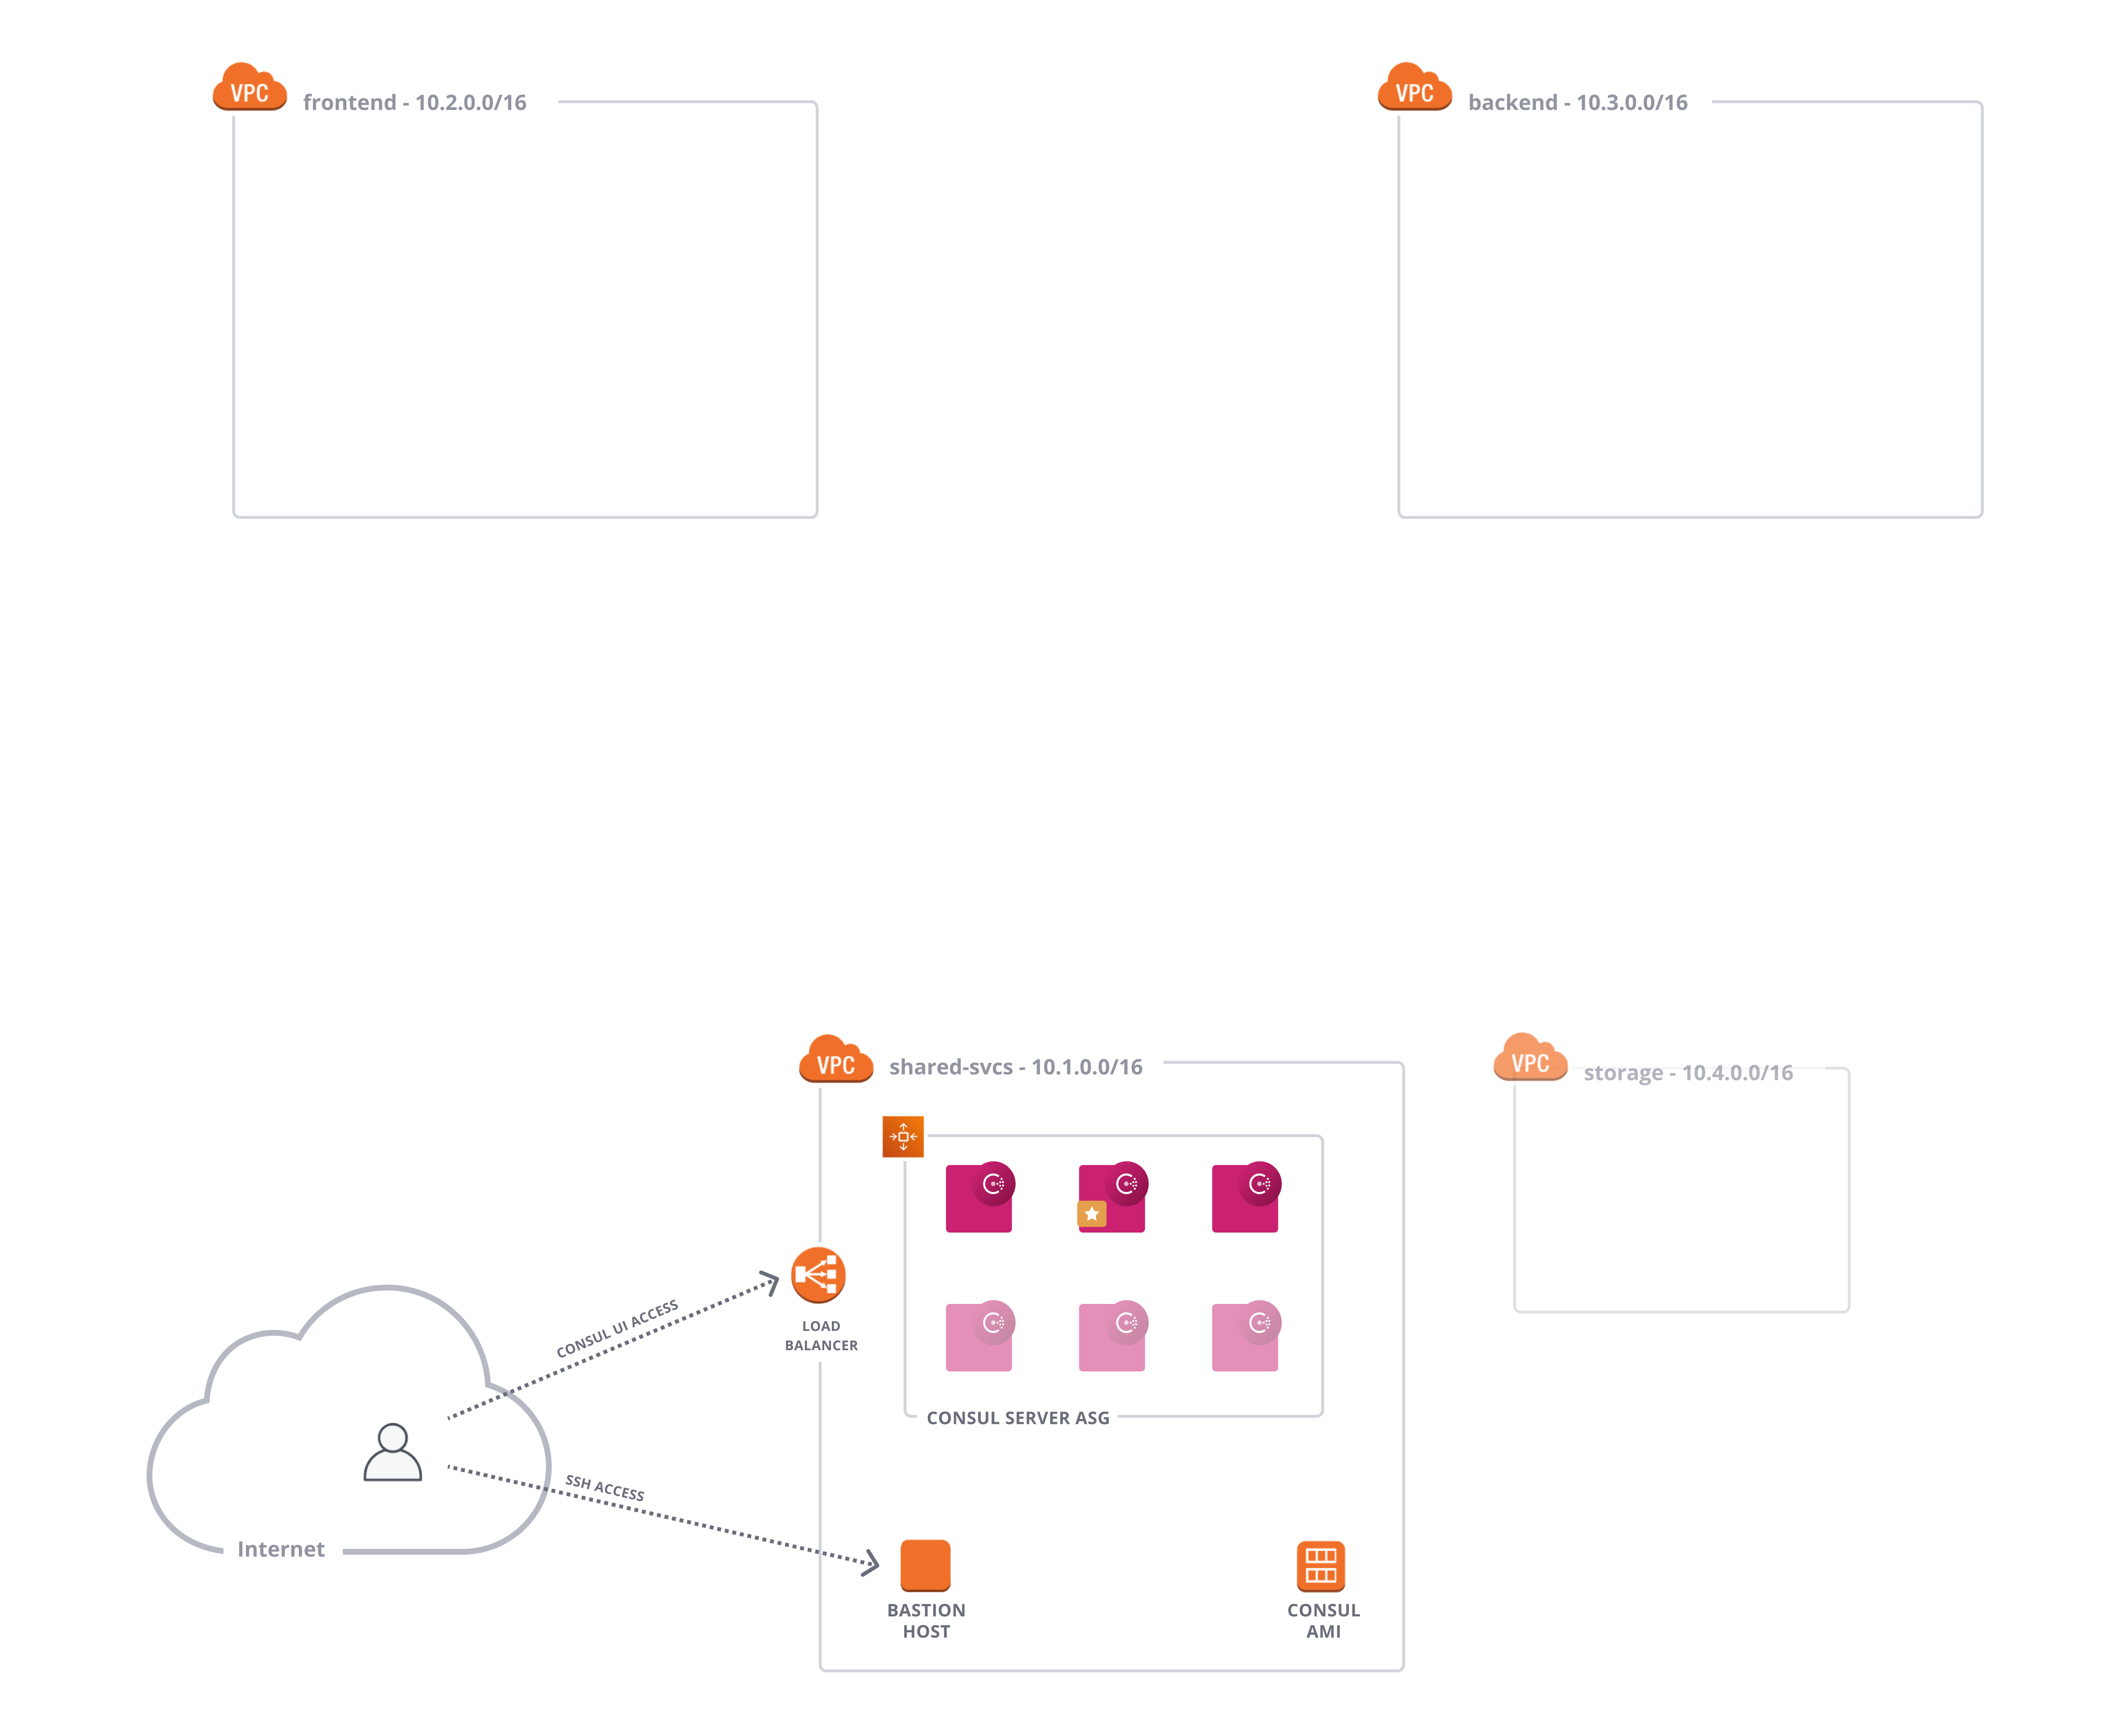 VPC frontend - 10.2.0.0/16
VPC backend - 10.3.0.0/16
VPC shared-svcs - 10.1.0.0/16
VPC storage - 10.4.0.0/16
CONSUL UI ACCESS
LOAD
BALANCER
CONSUL SERVER ASG
SSH ACCESS
Internet
BASTION
HOST
CONSUL
AMI